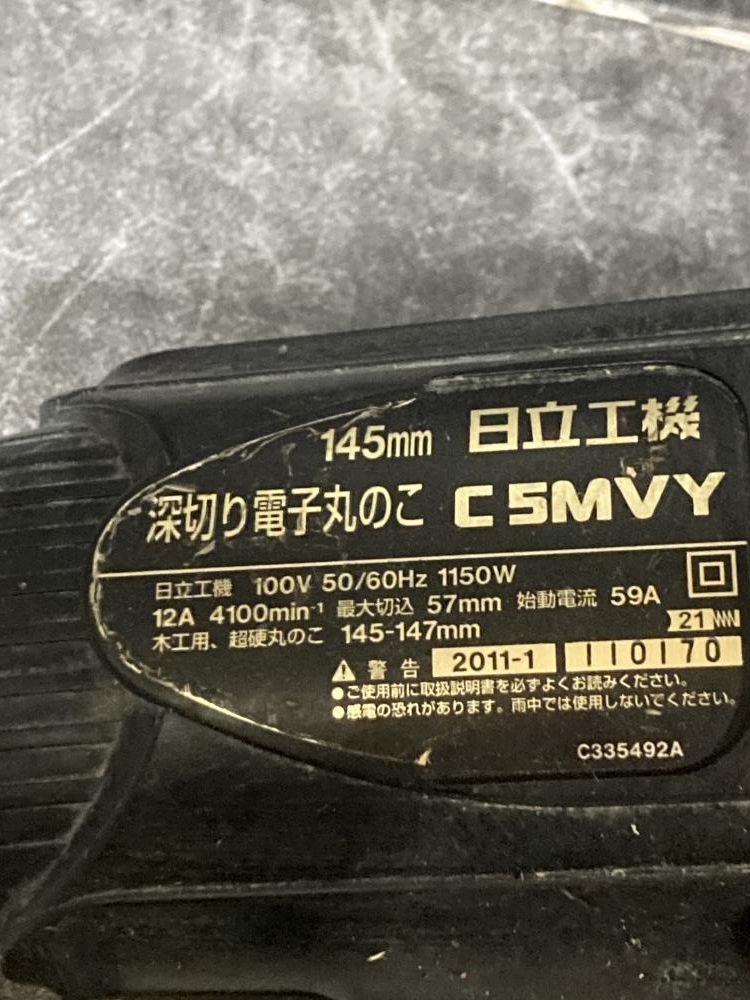 145mm 日立工機
深切り電子丸のこ C5MVY
日立工機 100V 50/60Hz 1150W
12A 4100min⁻¹ 最大切込 57mm 始動電流 59A
木工用、超硬丸のこ 145-147mm
21
⚠ 警告 2011-1 110170
●ご使用前に取扱説明書を必ずよくお読みください。
●感電の恐れがあります。雨中では使用しないでください。
C335492A